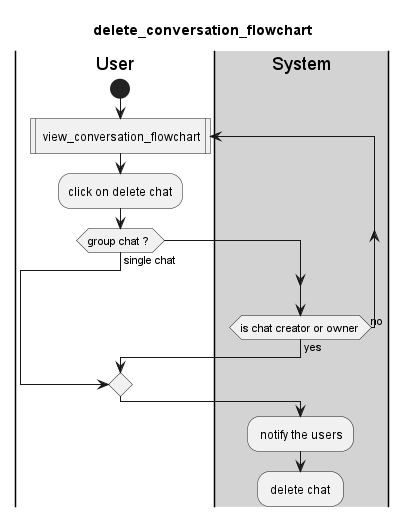 delete_conversation_flowchart
User
System
view_conversation_flowchart
click on delete chat
group chat ?
single chat
is chat creator or owner
no
yes
notify the users
delete chat